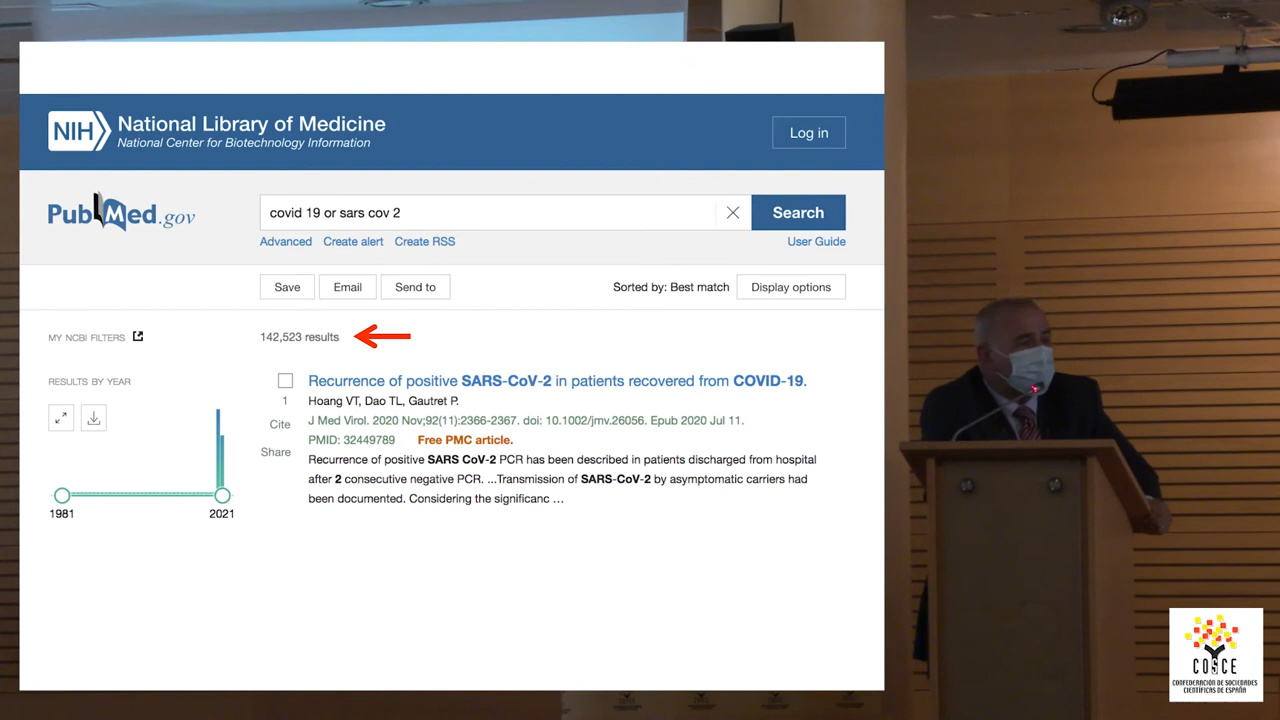 NIH National Library of Medicine
National Center for Biotechnology Information
Log in
PubMed.gov
covid 19 or sars cov 2
Search
Advanced Create alert Create RSS
User Guide
Save Email Send to
Sorted by: Best match Display options
MY NCBI FILTERS
142,523 results
RESULTS BY YEAR
1981 2021
Recurrence of positive SARS-CoV-2 in patients recovered from COVID-19.
1
Hoang VT, Dao TL, Gautret P.
Cite
J Med Virol. 2020 Nov;92(11):2366-2367. doi: 10.1002/jmv.26056. Epub 2020 Jul 11.
PMID: 32449789 Free PMC article.
Share
Recurrence of positive SARS CoV-2 PCR has been described in patients discharged from hospital
after 2 consecutive negative PCR. ...Transmission of SARS-CoV-2 by asymptomatic carriers had
been documented. Considering the significanc …
COSCE
CONFEDERACIÓN DE SOCIEDADES
CIENTÍFICAS DE ESPAÑA